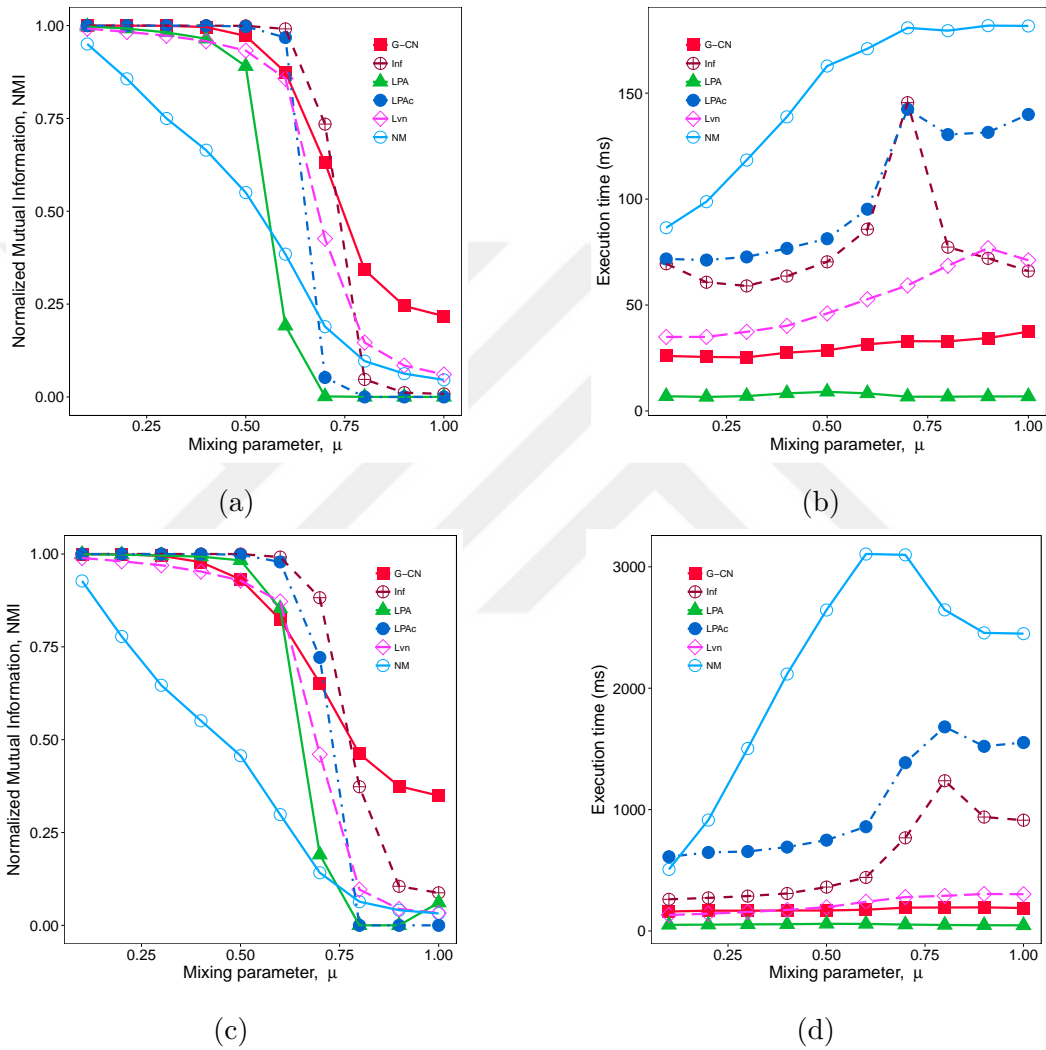 Normalized Mutual Information, NMI
1.00
0.75
0.50
0.25
0.00
G−CN
Inf
LPA
LPAc
Lvn
NM
0.25
0.50
0.75
1.00
Mixing parameter, μ
(a)
Execution time (ms)
150
100
50
0
G−CN
Inf
LPA
LPAc
Lvn
NM
0.25
0.50
0.75
1.00
Mixing parameter, μ
(b)
Normalized Mutual Information, NMI
1.00
0.75
0.50
0.25
0.00
G−CN
Inf
LPA
LPAc
Lvn
NM
0.25
0.50
0.75
1.00
Mixing parameter, μ
(c)
Execution time (ms)
3000
2000
1000
0
G−CN
Inf
LPA
LPAc
Lvn
NM
0.25
0.50
0.75
1.00
Mixing parameter, μ
(d)